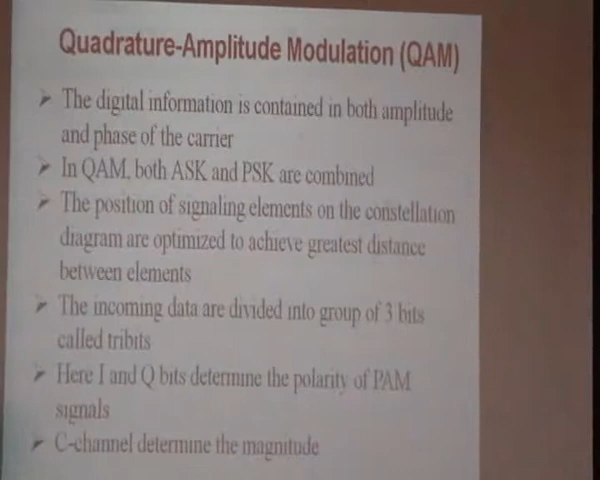 Quadrature-Amplitude Modulation (QAM)
➢ The digital information is contained in both amplitude
and phase of the carrier
➢ In QAM, both ASK and PSK are combined
➢ The position of signaling elements on the constellation
diagram are optimized to achieve greatest distance
between elements
➢ The incoming data are divided into group of 3 bits
called tribits
➢ Here I and Q bits determine the polarity of PAM
signals
➢ C-channel determine the magnitude